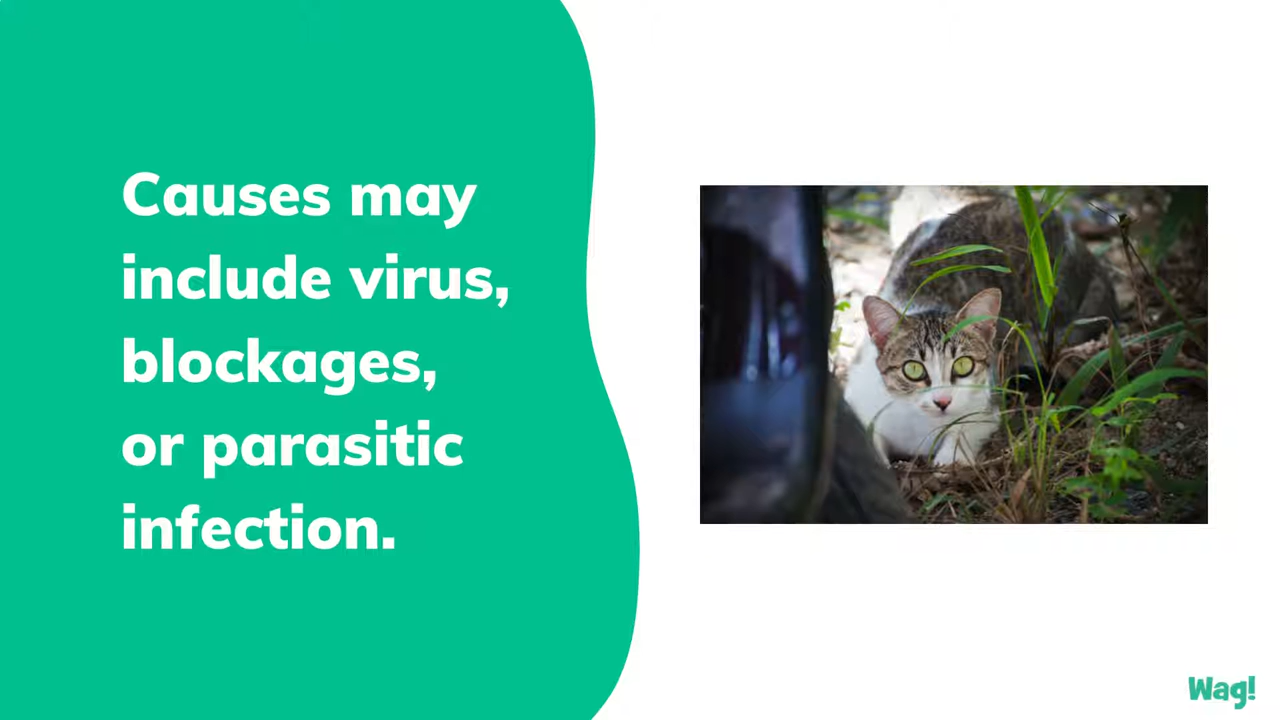 Causes may
include virus,
blockages,
or parasitic
infection.
Wag!